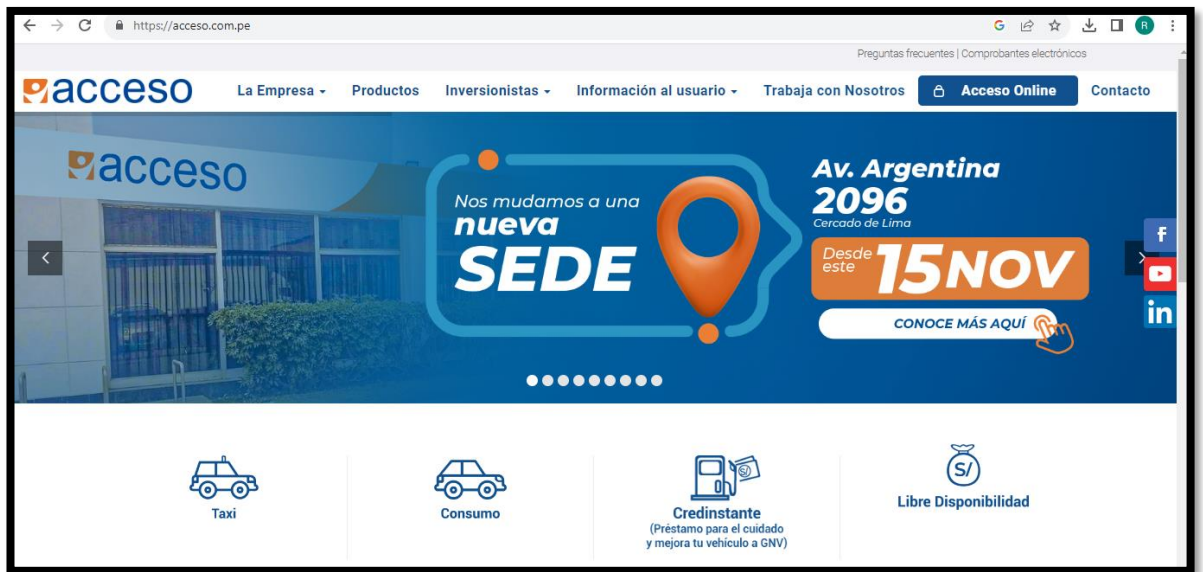 https://acceso.com.pe
G
R
Preguntas frecuentes | Comprobantes electrónicos
acceso
La Empresa
Productos
Inversionistas
Información al usuario
Trabaja con Nosotros
Acceso Online
Contacto
acceso
Nos mudamos a una
nueva
SEDE
Av. Argentina
2096
Cercado de Lima
Desde
este
15NOV
CONOCE MÁS AQUÍ
f
in
Taxi
Consumo
Credinstante
(Préstamo para el cuidado
y mejora tu vehículo a GNV)
S/
Libre Disponibilidad